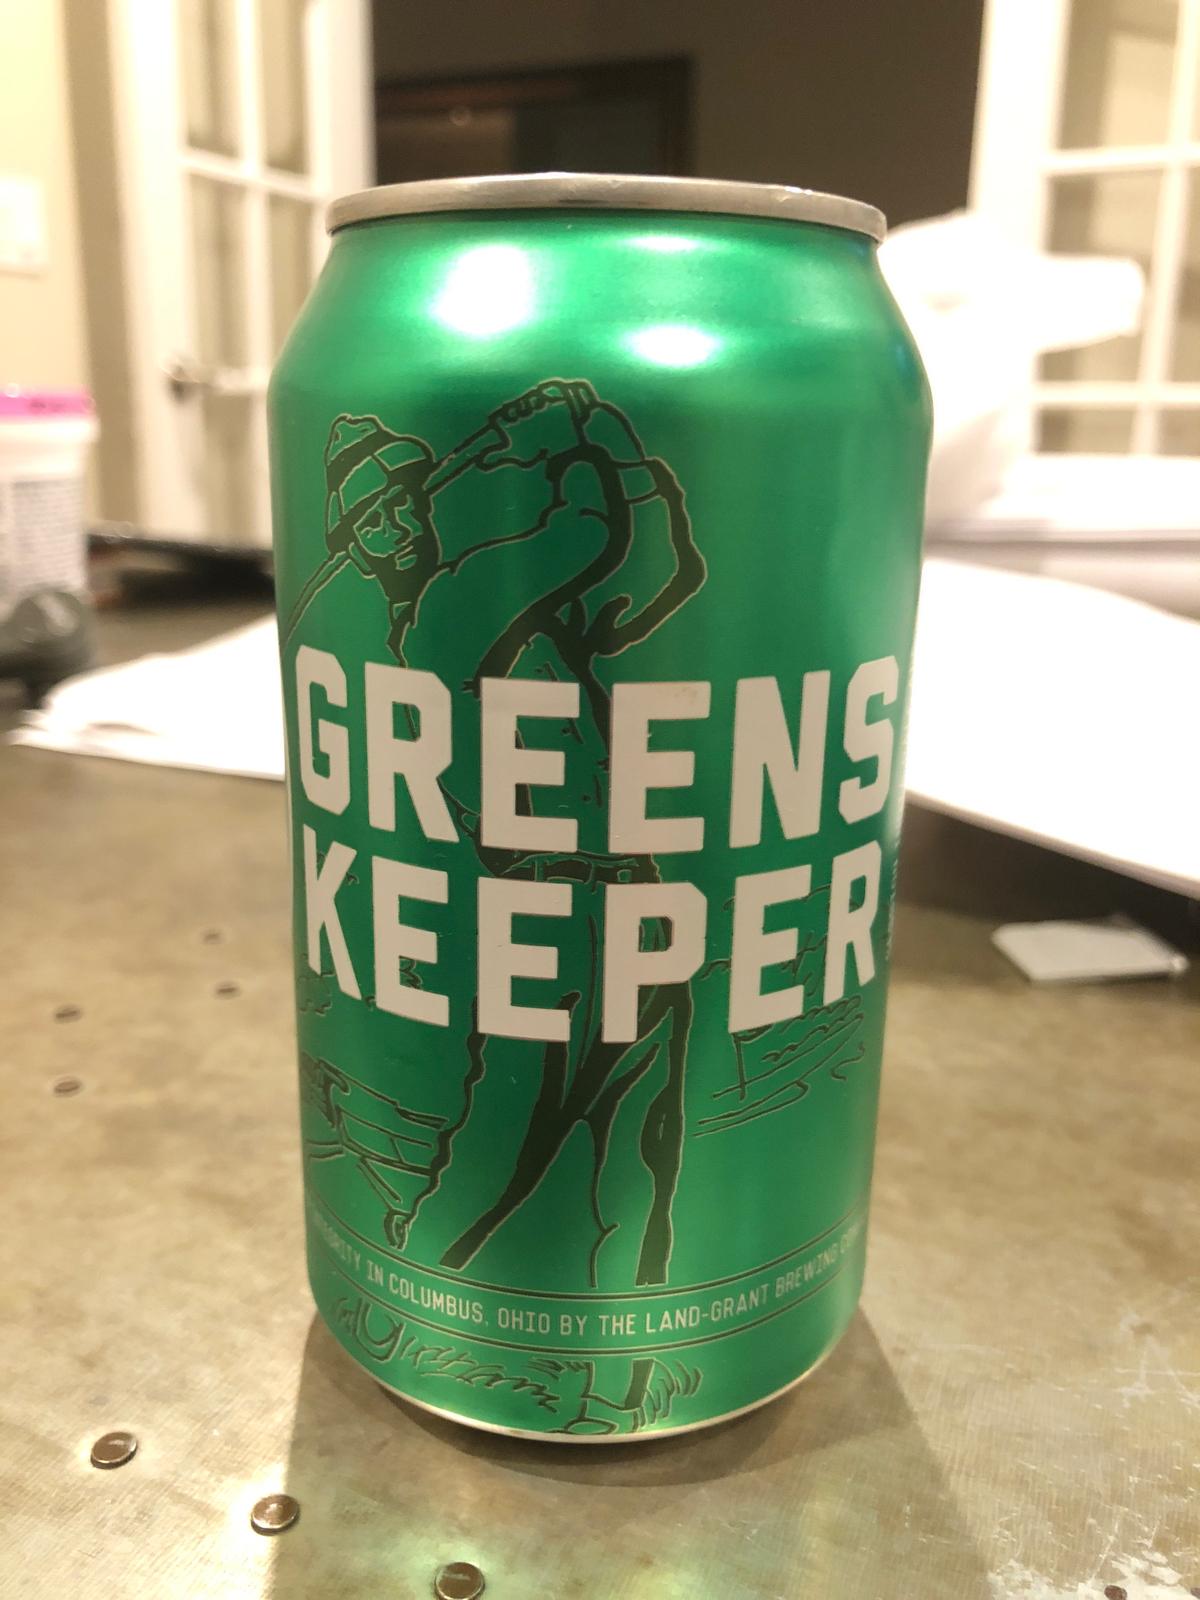 GREENS
KEEPER
IN COLUMBUS, OHIO BY THE LAND-GRANT BREWING